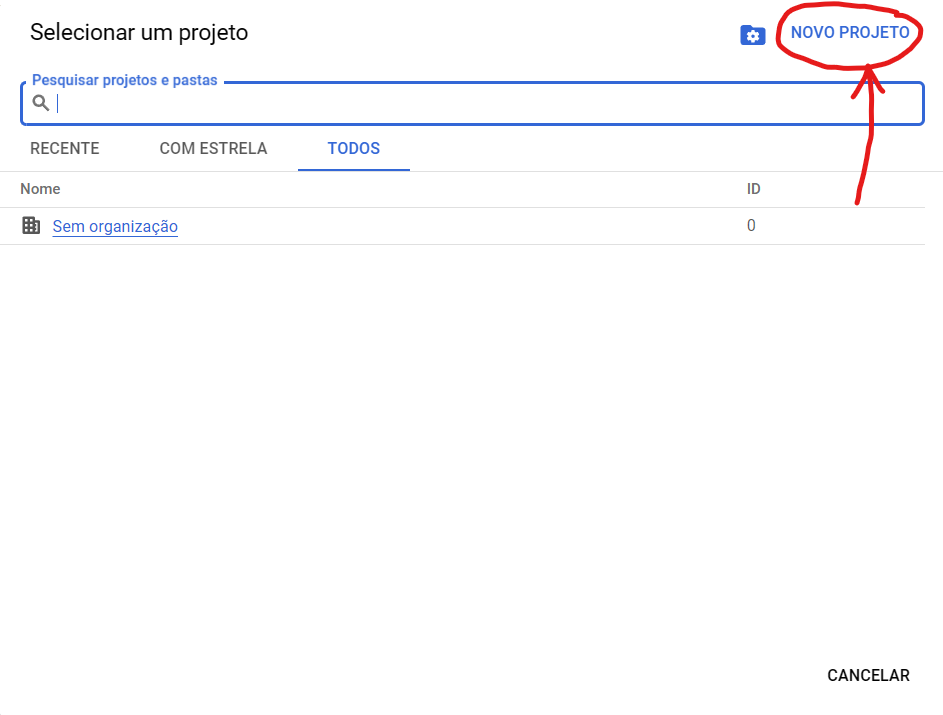 Selecionar um projeto
NOVO PROJETO
Pesquisar projetos e pastas
RECENTE COM ESTRELA TODOS
Nome ID
Sem organização 0
CANCELAR